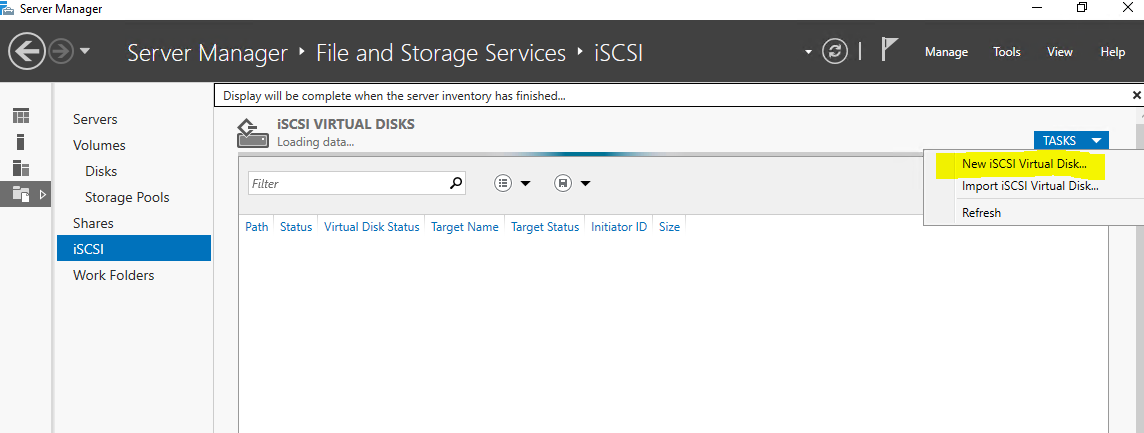 Server Manager
Server Manager ‣ File and Storage Services ‣ iSCSI
Manage Tools View Help
Display will be complete when the server inventory has finished...
Servers
Volumes
Disks
Storage Pools
Shares
iSCSI
Work Folders
iSCSI VIRTUAL DISKS
Loading data...
TASKS
New iSCSI Virtual Disk...
Import iSCSI Virtual Disk...
Refresh
Filter
Path Status Virtual Disk Status Target Name Target Status Initiator ID Size